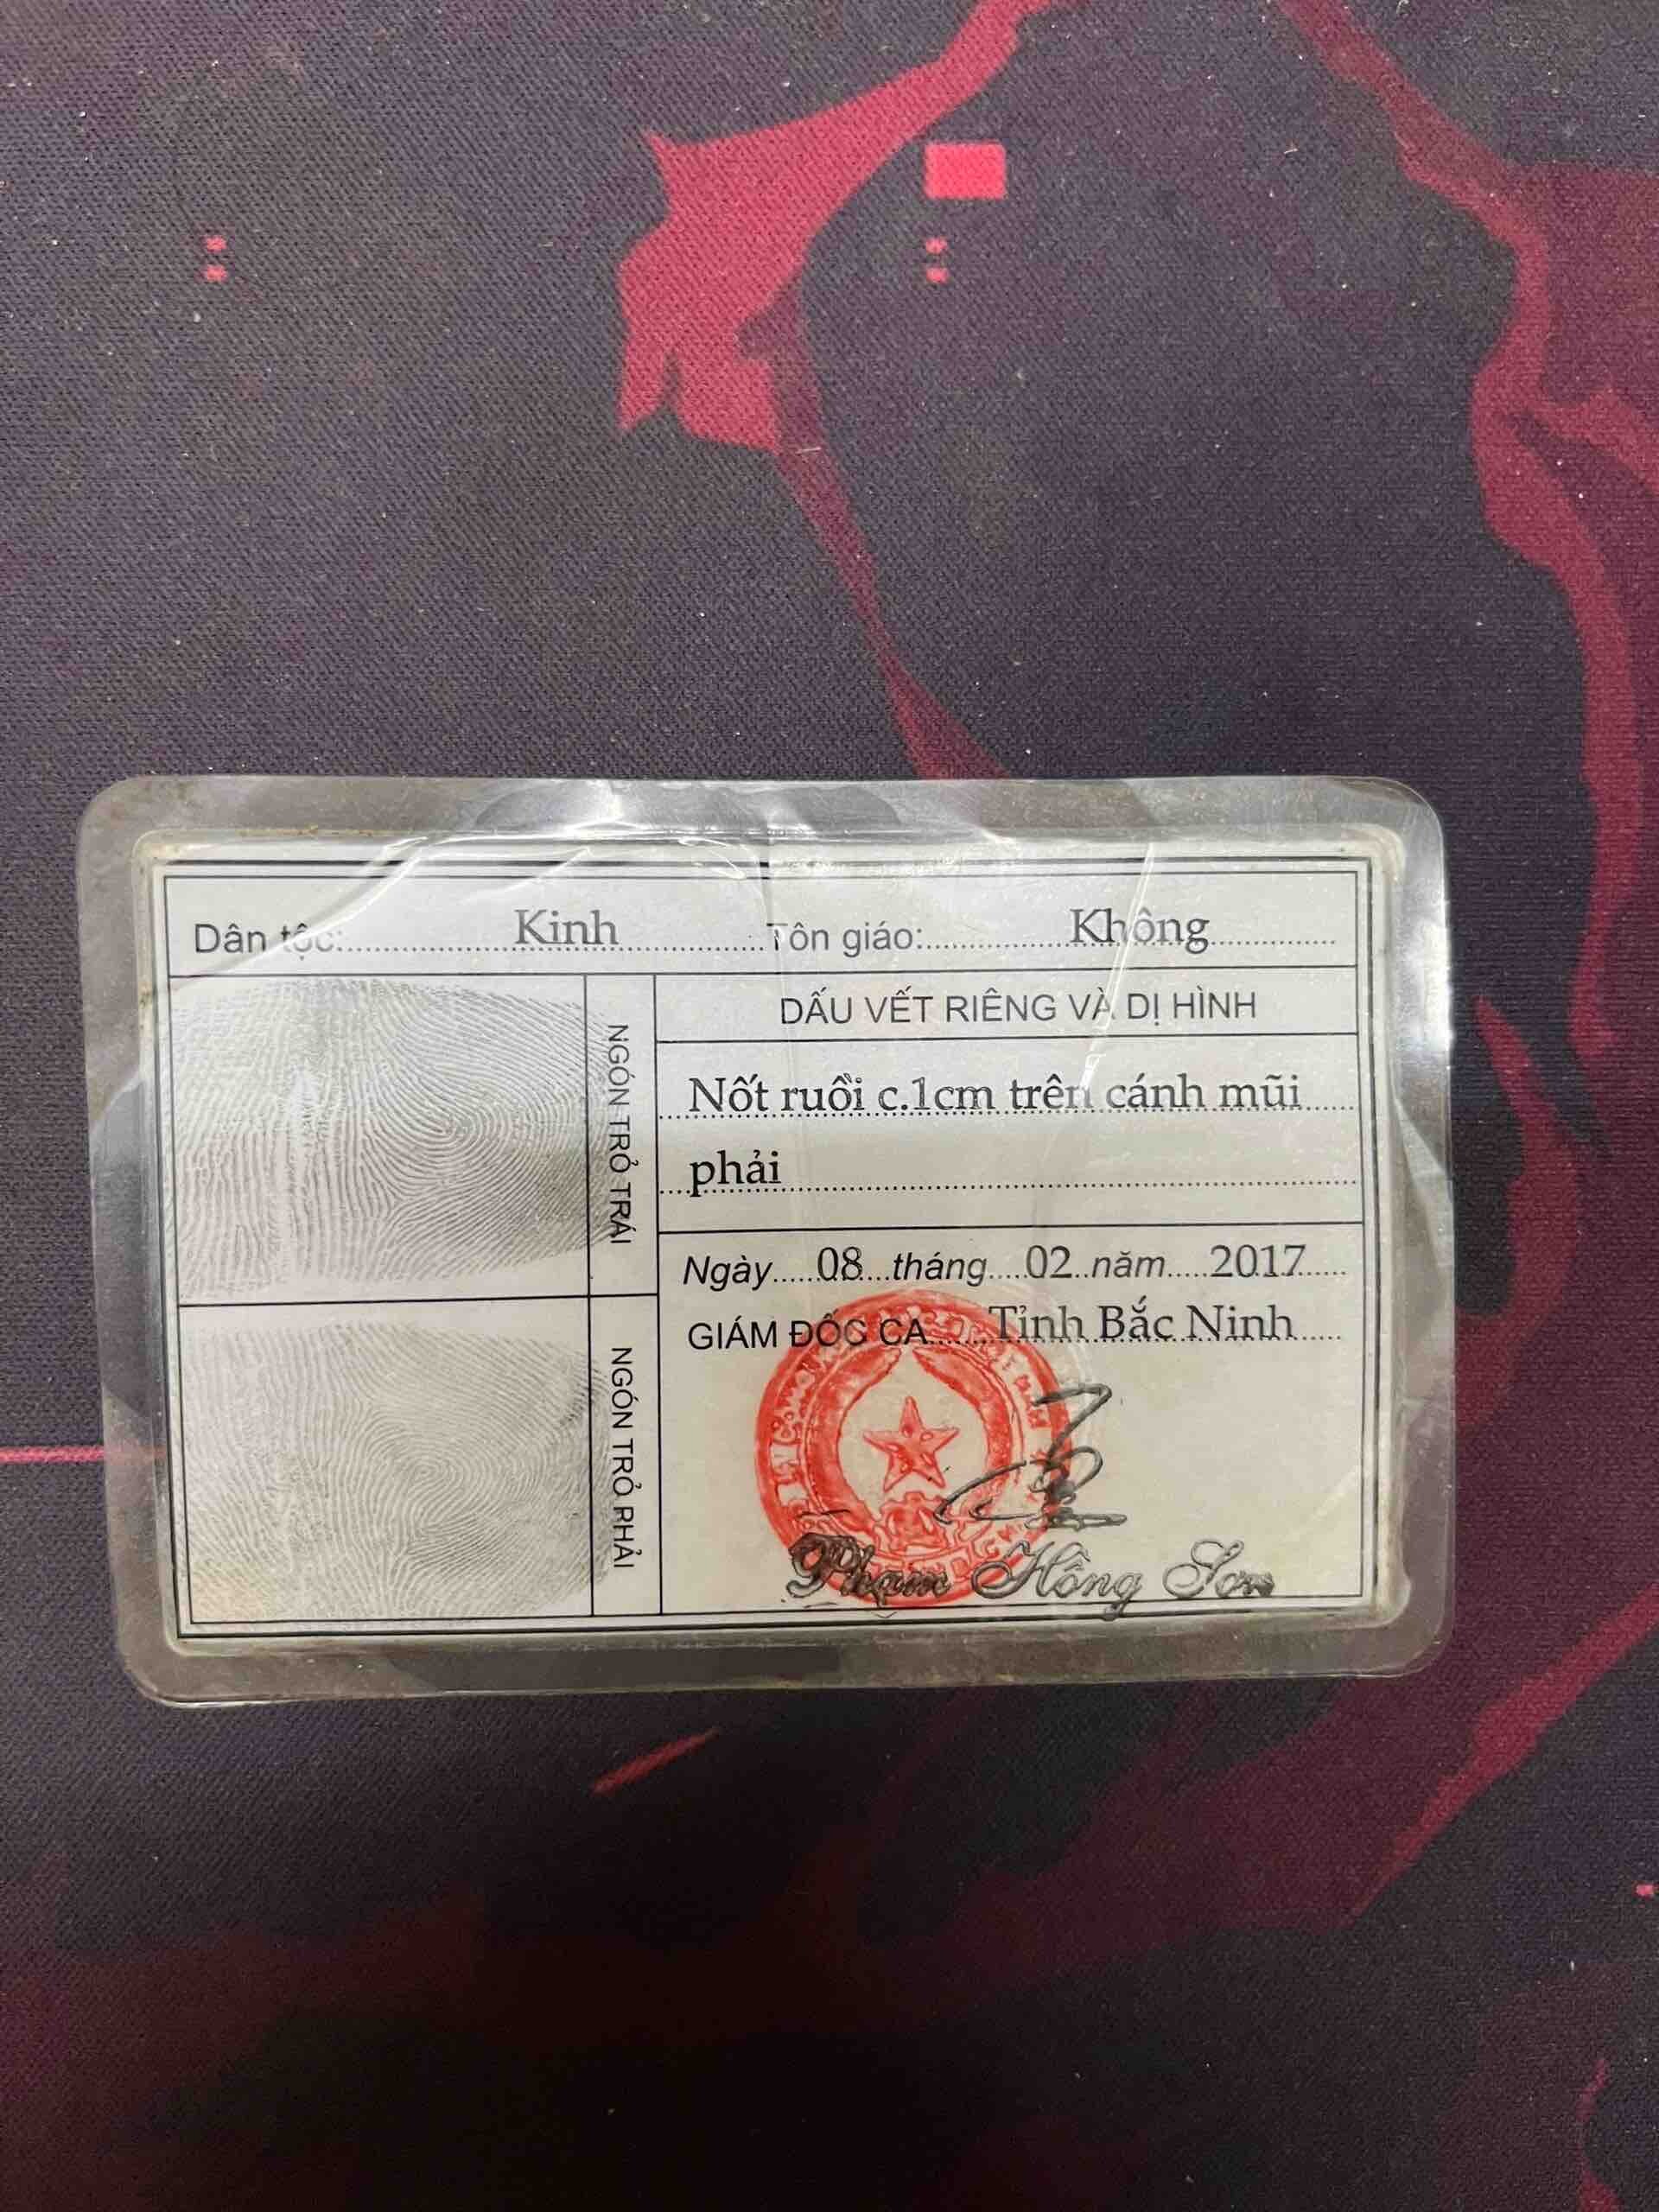 Dân tộc: Kinh Tôn giáo: Không
DẤU VẾT RIÊNG VÀ DỊ HÌNH
NGÓN TRỎ TRÁI
Nốt ruồi c.1cm trên cánh mũi
phải
Ngày 08 tháng 02 năm 2017
GIÁM ĐỐC CA Tỉnh Bắc Ninh
NGÓN TRỎ PHẢI
Phạm Hồng Sơn